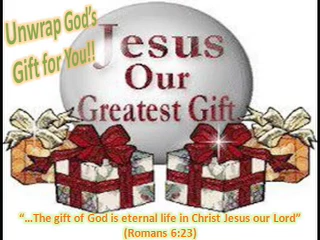 Unwrap God's
Gift for You!!
Jesus
Our
Greatest Gift
"...The gift of God is eternal life in Christ Jesus our Lord"
(Romans 6:23)